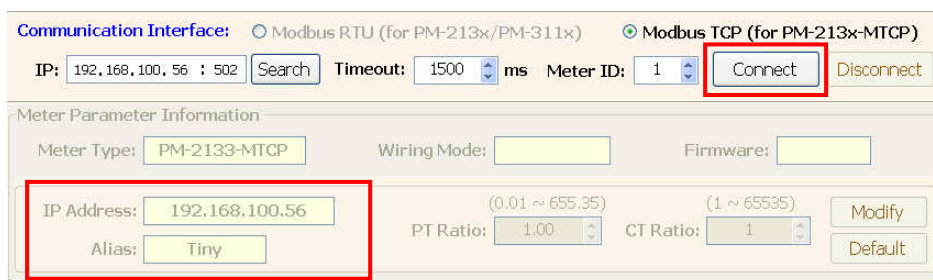 Communication Interface: Modbus RTU (for PM-213x/PM-311x) Modbus TCP (for PM-213x-MTCP)
IP: 192.168.100.56 : 502 Search Timeout: 1500 ms Meter ID: 1 Connect Disconnect
Meter Parameter Information
Meter Type: PM-2133-MTCP Wiring Mode: Firmware:
(0.01 ~ 655.35) (1 ~ 65535)
IP Address: 192.168.100.56 PT Ratio: 1.00 CT Ratio: 1 Modify
Alias: Tiny Default